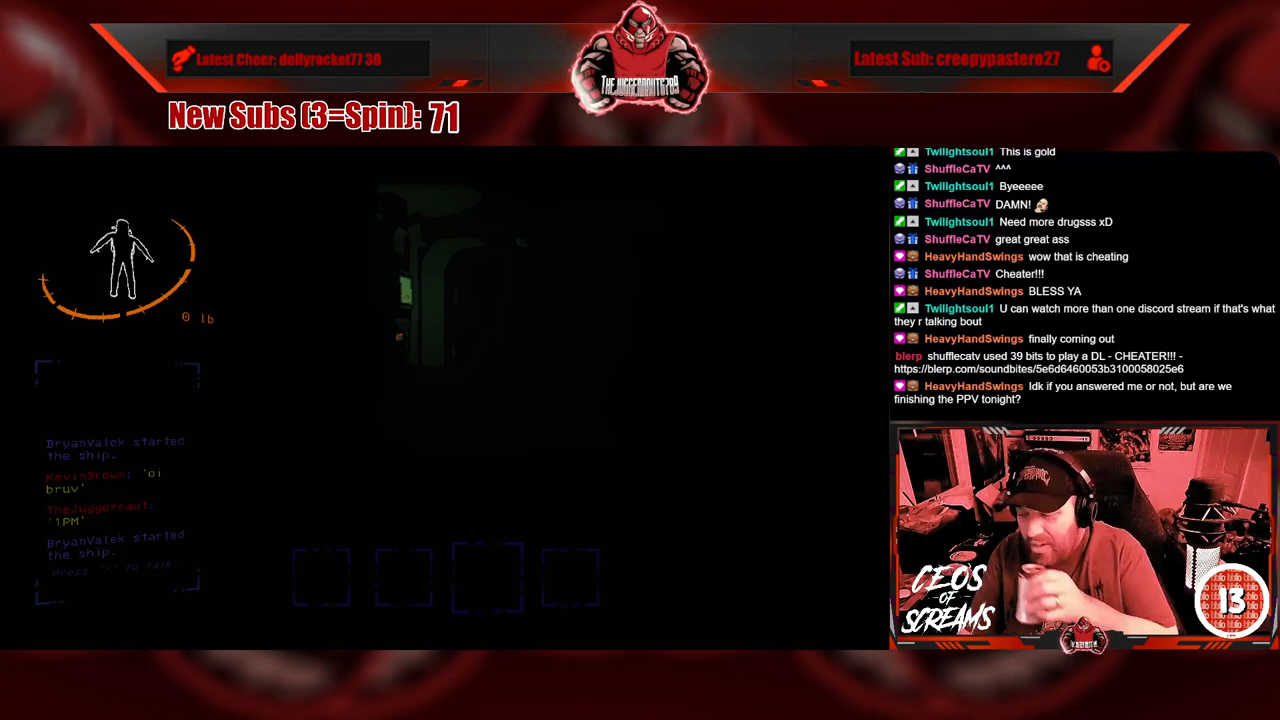 Latest Cheer: dollyrocket77 30
THEJUGGERNAUT6789
Latest Sub: creepypastero27
New Subs (3=Spin): 71
Twilightsoul1 This is gold
ShuffleCaTV ^^^
Twilightsoul1 Byeeeee
ShuffleCaTV DAMN!
Twilightsoul1 Need more drugsss xD
ShuffleCaTV great great ass
HeavyHandSwings wow that is cheating
ShuffleCaTV Cheater!!!
HeavyHandSwings BLESS YA
Twilightsoul1 U can watch more than one discord stream if that's what
they r talking bout
HeavyHandSwings finally coming out
blerp shufflecatv used 39 bits to play a DL - CHEATER!!! -
https://blerp.com/soundbites/5e6d6460053b3100058025e6
HeavyHandSwings Idk if you answered me or not, but are we
finishing the PPV tonight?
0 lb
BryanValek started
the ship.
Kevin3rown: 'oi
bruv'
TheJuggernaut:
'1PM'
BryanValek started
the ship.
Press "/" to talk.
CEOS
OF
SCREAMS
13